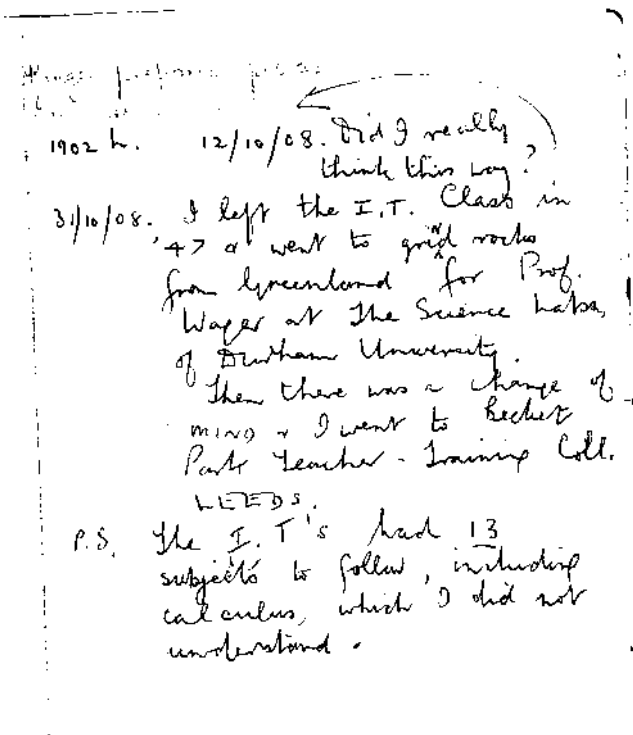 1902 h. 12/10/08. Did I really
think this way?
31/10/08. I left the I.T. Class in
'47 & went to grind rocks
from Greenland for Prof.
Wager at The Science Labs,
of Durham University.
Then there was a change of
MIND & I went to Becket
Park Teacher-Training Coll.
LEEDS.
P.S. The I.T's had 13
subjects to follow, including
calculus, which I did not
understand.